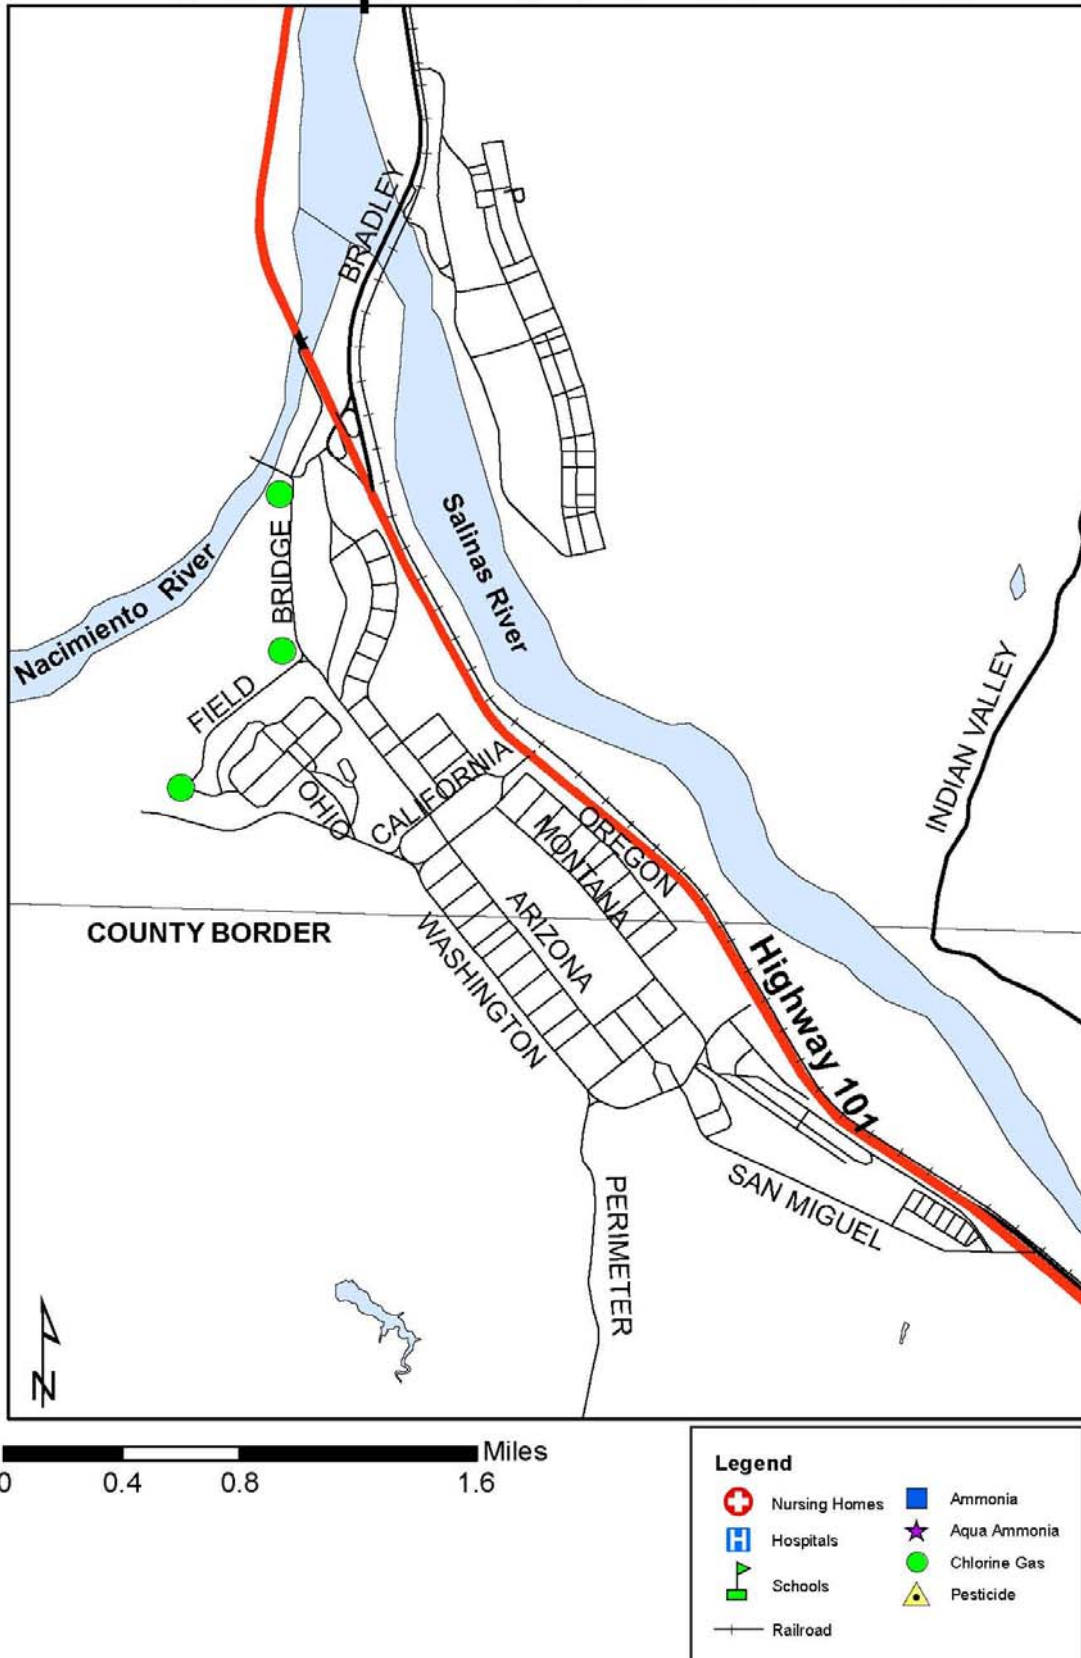 BRADLEY
Salinas River
BRIDGE
Nacimiento River
FIELD
INDIAN VALLEY
CALIFORNIA
OHIO
OREGON
MONTANA
ARIZONA
COUNTY BORDER
WASHINGTON
Highway 101
SAN MIGUEL
PERIMETER
N
Miles
0 0.4 0.8 1.6
Legend
Nursing Homes
H Hospitals
Schools
Railroad
Ammonia
Aqua Ammonia
Chlorine Gas
Pesticide